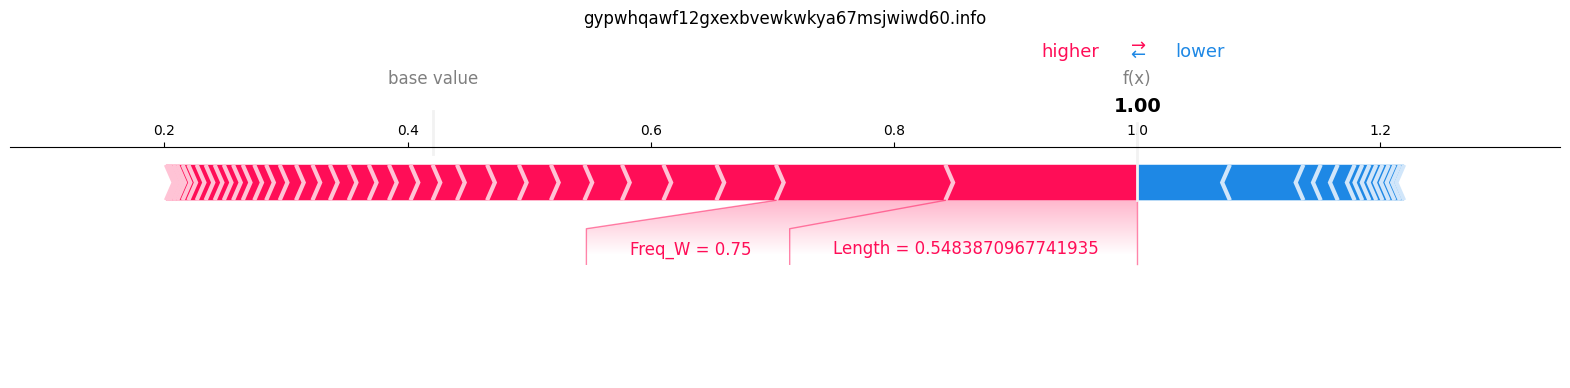 gypwhqawf12gxexbvewkwkya67msjwiwd60.info
higher ⇄ lower
base value f(x)
1.00
0.2 0.4 0.6 0.8 1.0 1.2
Freq_W = 0.75 Length = 0.5483870967741935